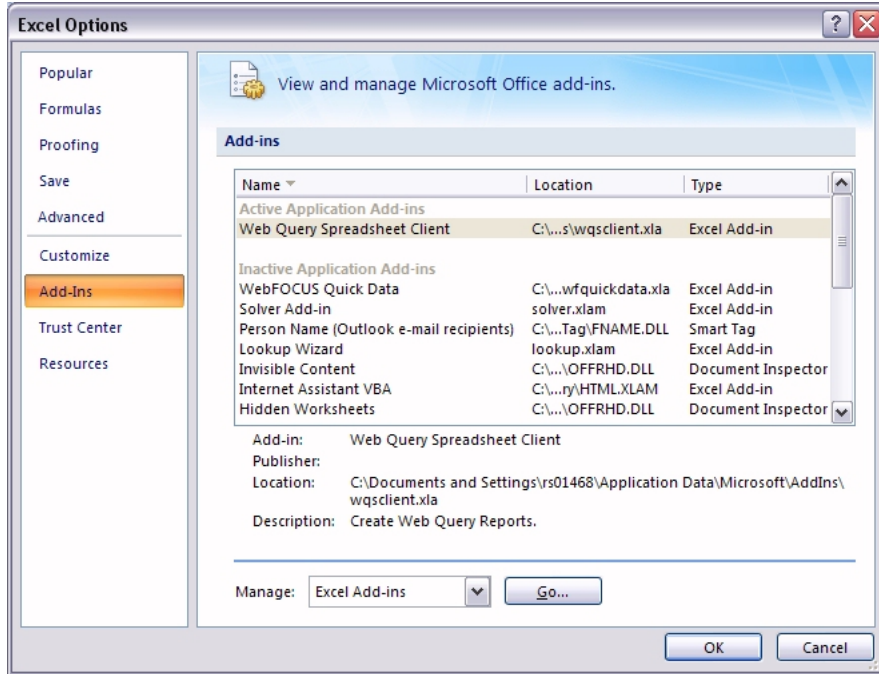 Excel Options
Popular
Formulas
Proofing
Save
Advanced
Customize
Add-Ins
Trust Center
Resources
View and manage Microsoft Office add-ins.
Add-ins
Name Location Type
Active Application Add-ins
Web Query Spreadsheet Client C:\...s\wqsclient.xla Excel Add-in
Inactive Application Add-ins
WebFOCUS Quick Data C:\...wfquickdata.xla Excel Add-in
Solver Add-in solver.xlam Excel Add-in
Person Name (Outlook e-mail recipients) C:\...Tag\FNAME.DLL Smart Tag
Lookup Wizard lookup.xlam Excel Add-in
Invisible Content C:\...\OFFRHD.DLL Document Inspector
Internet Assistant VBA C:\...ry\HTML.XLAM Excel Add-in
Hidden Worksheets C:\...\OFFRHD.DLL Document Inspector
Add-in: Web Query Spreadsheet Client
Publisher:
Location: C:\Documents and Settings\rs01468\Application Data\Microsoft\AddIns\
wqsclient.xla
Description: Create Web Query Reports.
Manage: Excel Add-ins Go...
OK Cancel